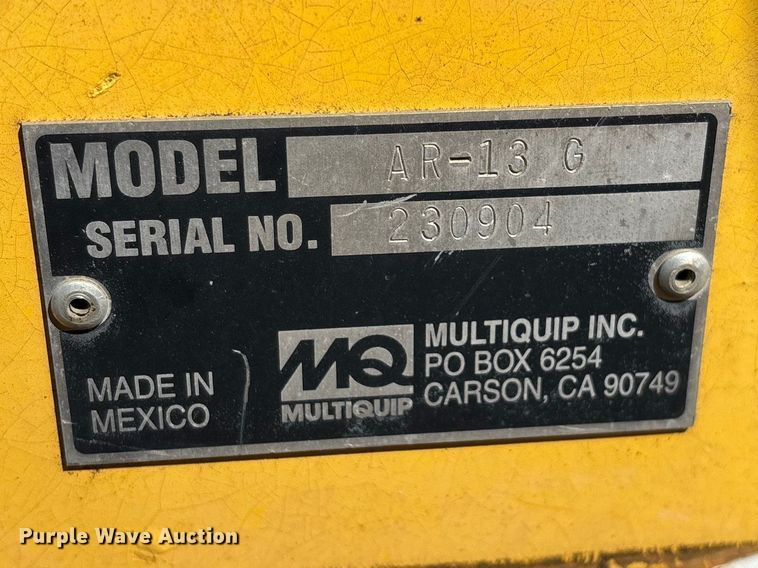 MODEL AR-13 G
SERIAL NO. 230904
MADE IN
MEXICO
MQ
MULTIQUIP
MULTIQUIP INC.
PO BOX 6254
CARSON, CA 90749
Purple Wave Auction